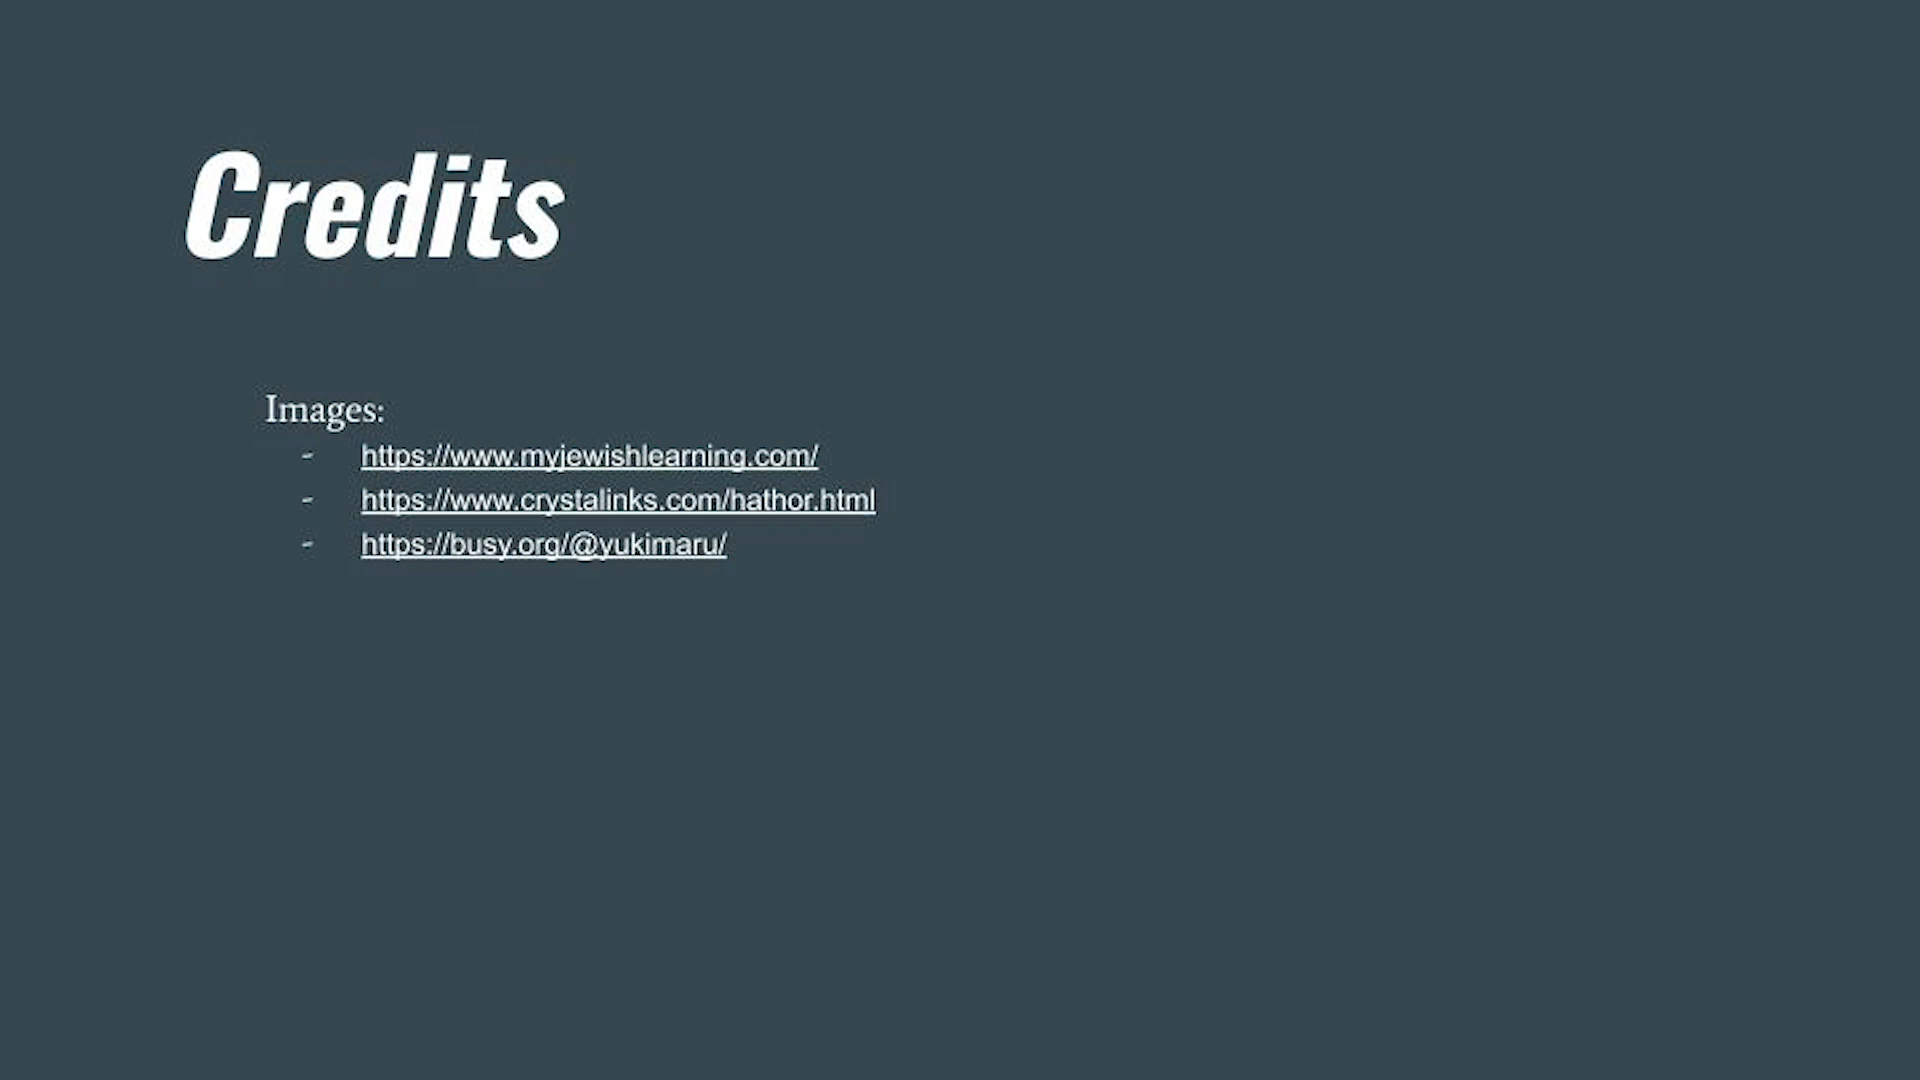 Credits
Images:
- https://www.myjewishlearning.com/
- https://www.crystalinks.com/hathor.html
- https://busy.org/@yukimaru/